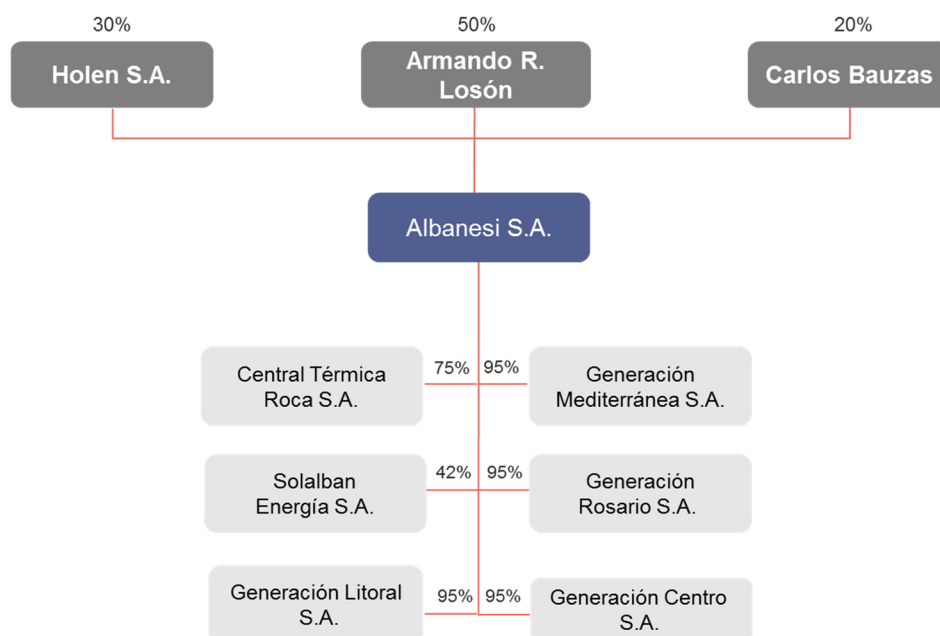 30% 50% 20%
Holen S.A.
Armando R.
Losón
Carlos Bauzas
Albanesi S.A.
Central Térmica
Roca S.A.
75% 95%
Generación
Mediterránea S.A.
Solalban
Energía S.A.
42% 95%
Generación
Rosario S.A.
Generación Litoral
S.A.
95% 95%
Generación Centro
S.A.